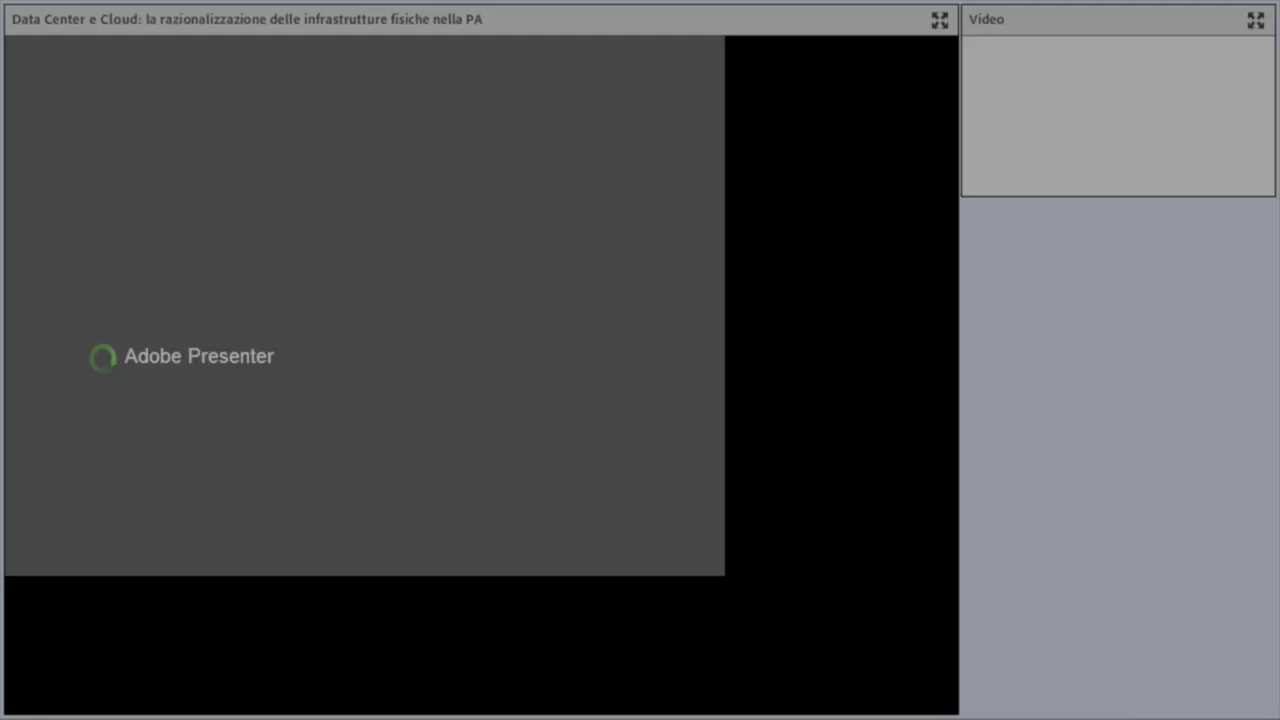 Data Center e Cloud: la razionalizzazione delle infrastrutture fisiche nella PA
Video
Adobe Presenter